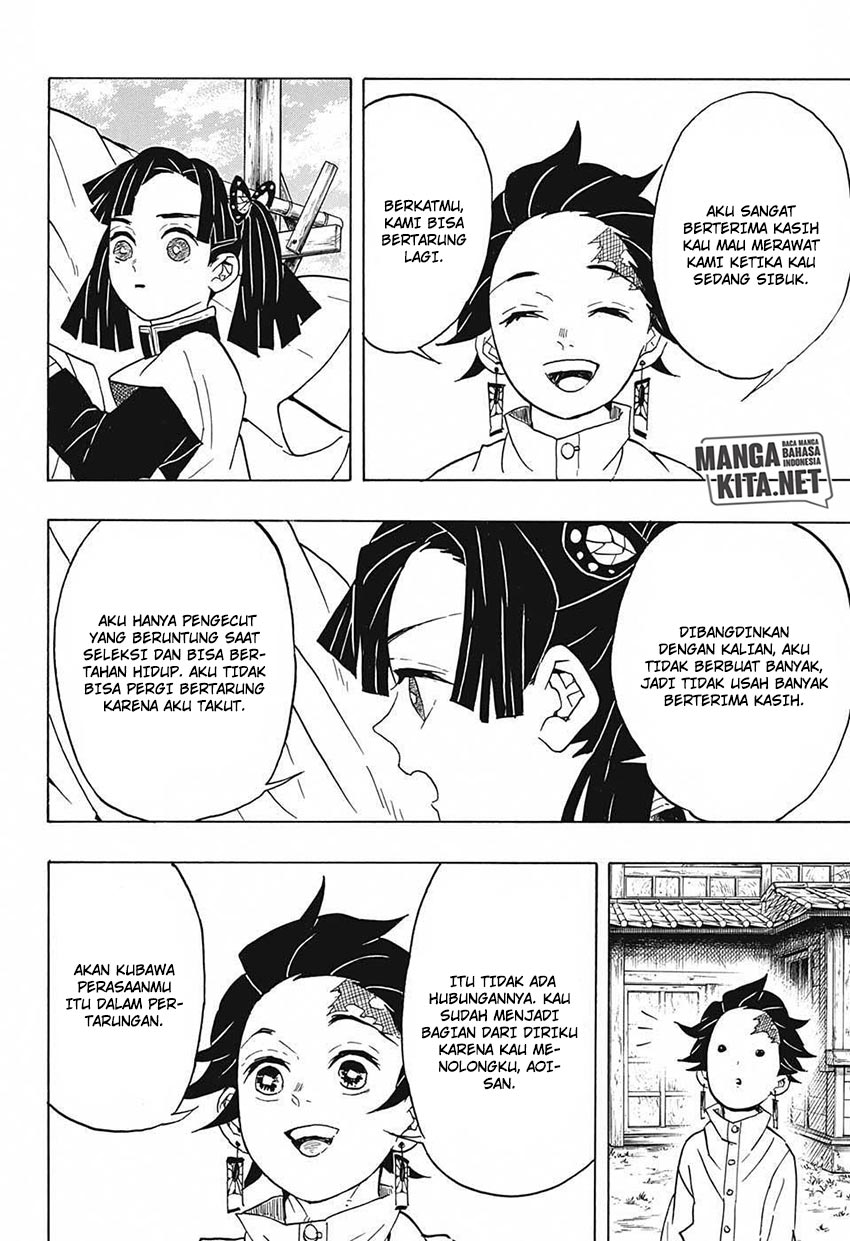 AKU SANGAT
BERTERIMA KASIH
KAU MAU MERAWAT
KAMI KETIKA KAU
SEDANG SIBUK.
BERKATMU,
KAMI BISA
BERTARUNG
LAGI.
MANGA
KITA.NET
BACA MANGA
BAHASA
INDONESIA
DIBANGDINKAN
DENGAN KALIAN, AKU
TIDAK BERBUAT BANYAK,
JADI TIDAK USAH BANYAK
BERTERIMA KASIH.
AKU HANYA PENGECUT
YANG BERUNTUNG SAAT
SELEKSI DAN BISA BER-
TAHAN HIDUP. AKU TIDAK
BISA PERGI BERTARUNG
KARENA AKU TAKUT.
ITU TIDAK ADA
HUBUNGANNYA. KAU
SUDAH MENJADI
BAGIAN DARI DIRIKU
KARENA KAU ME-
NOLONGKU, AOI-
SAN.
AKAN KUBAWA
PERASAANMU
ITU DALAM PER-
TARUNGAN.